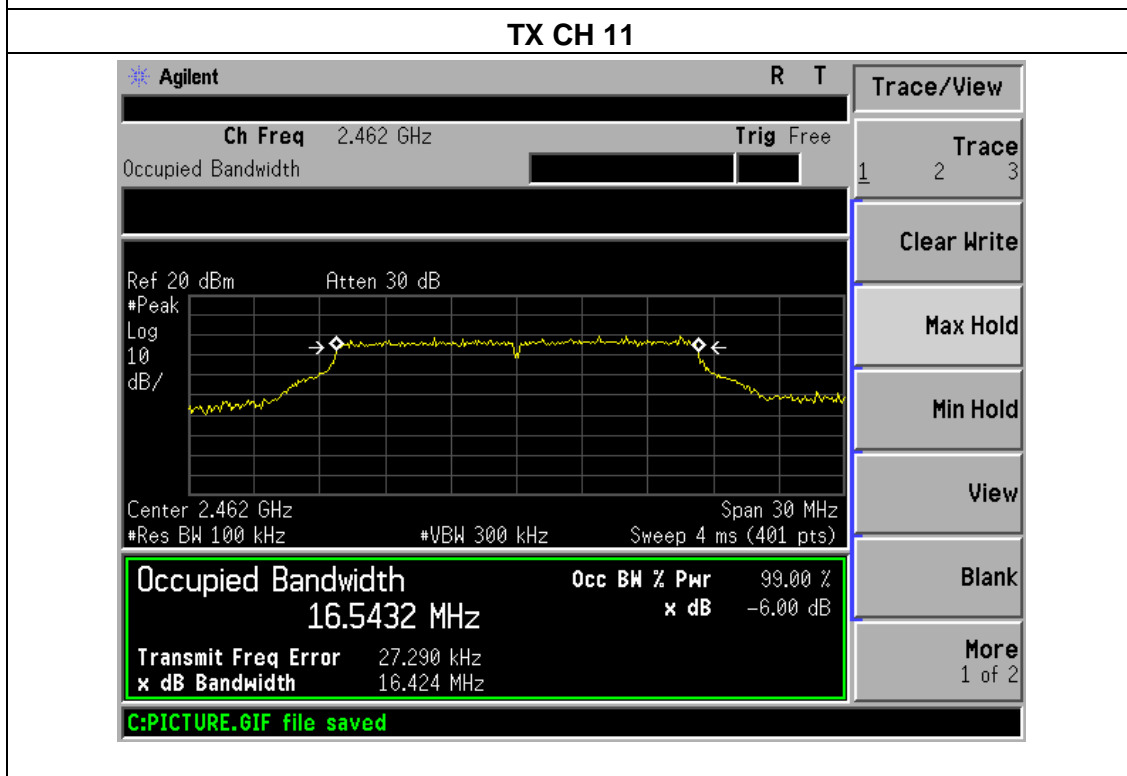 TX CH 11
Agilent R T
Ch Freq 2.462 GHz Trig Free
Occupied Bandwidth
Ref 20 dBm Atten 30 dB
#Peak
Log
10
dB/
Center 2.462 GHz Span 30 MHz
#Res BW 100 kHz #VBW 300 kHz Sweep 4 ms (401 pts)
Occupied Bandwidth Occ BW % Pwr 99.00 %
16.5432 MHz x dB -6.00 dB
Transmit Freq Error 27.290 kHz
x dB Bandwidth 16.424 MHz
C:PICTURE.GIF file saved
Trace/View
Trace
1 2 3
Clear Write
Max Hold
Min Hold
View
Blank
More
1 of 2